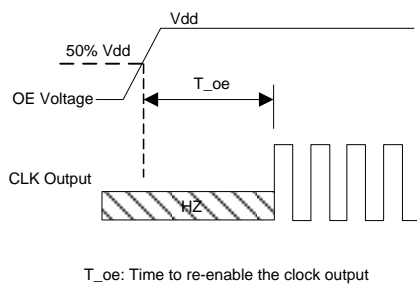 Vdd
50% Vdd
T_oe
OE Voltage
CLK Output
HZ
T_oe: Time to re-enable the clock output